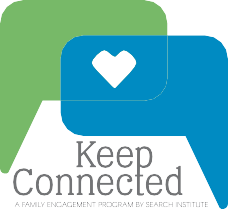 Keep
Connected
A FAMILY ENGAGEMENT PROGRAM BY SEARCH INSTITUTE